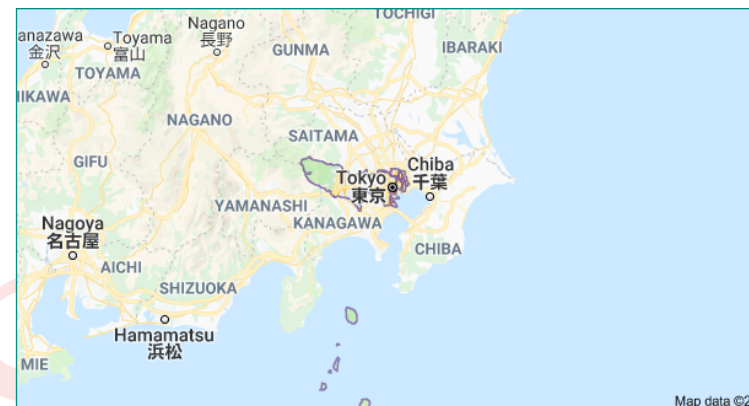 TOCHIGI
Nagano
長野
anazawa
金沢
Toyama
富山
GUNMA
IBARAKI
TOYAMA
HIKAWA
NAGANO
SAITAMA
GIFU
Tokyo
東京
Chiba
千葉
YAMANASHI
KANAGAWA
Nagoya
名古屋
CHIBA
AICHI
SHIZUOKA
Hamamatsu
浜松
MIE
Map data ©2